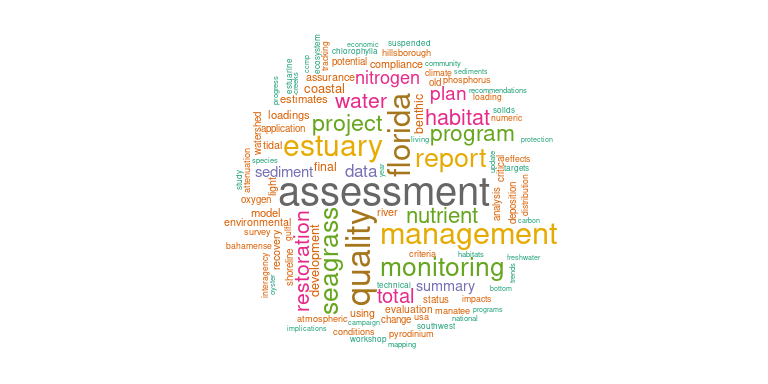 economic
suspended
ecosystem
tracking
chlorophylla
hillsborough
ccmp
potential
compliance
community
estuarine
creeks
assurance
nitrogen
climate
sediments
old
phosphorus
progress
coastal
recommendations
estimates
water
plan
loading
florida
benthic
solids
watershed
loadings
project
habitat
numeric
application
program
tidal
estuary
living
protection
species
attenuation
report
update
critical
effects
targets
study
sediment
final
data
year
light
assessment
oxygen
analysis
deposition
distribution
carbon
model
restoration
seagrass
quality
river
nutrient
environmental
survey
gulf
management
bahamense
recovery
shoreline
development
criteria
habitats
freshwater
interagency
oyster
monitoring
trends
technical
total
summary
bottom
status
impacts
atmospheric
using
evaluation
manatee
programs
implications
campaign
change
usa
national
conditions
southwest
workshop
pyrodinium
mapping